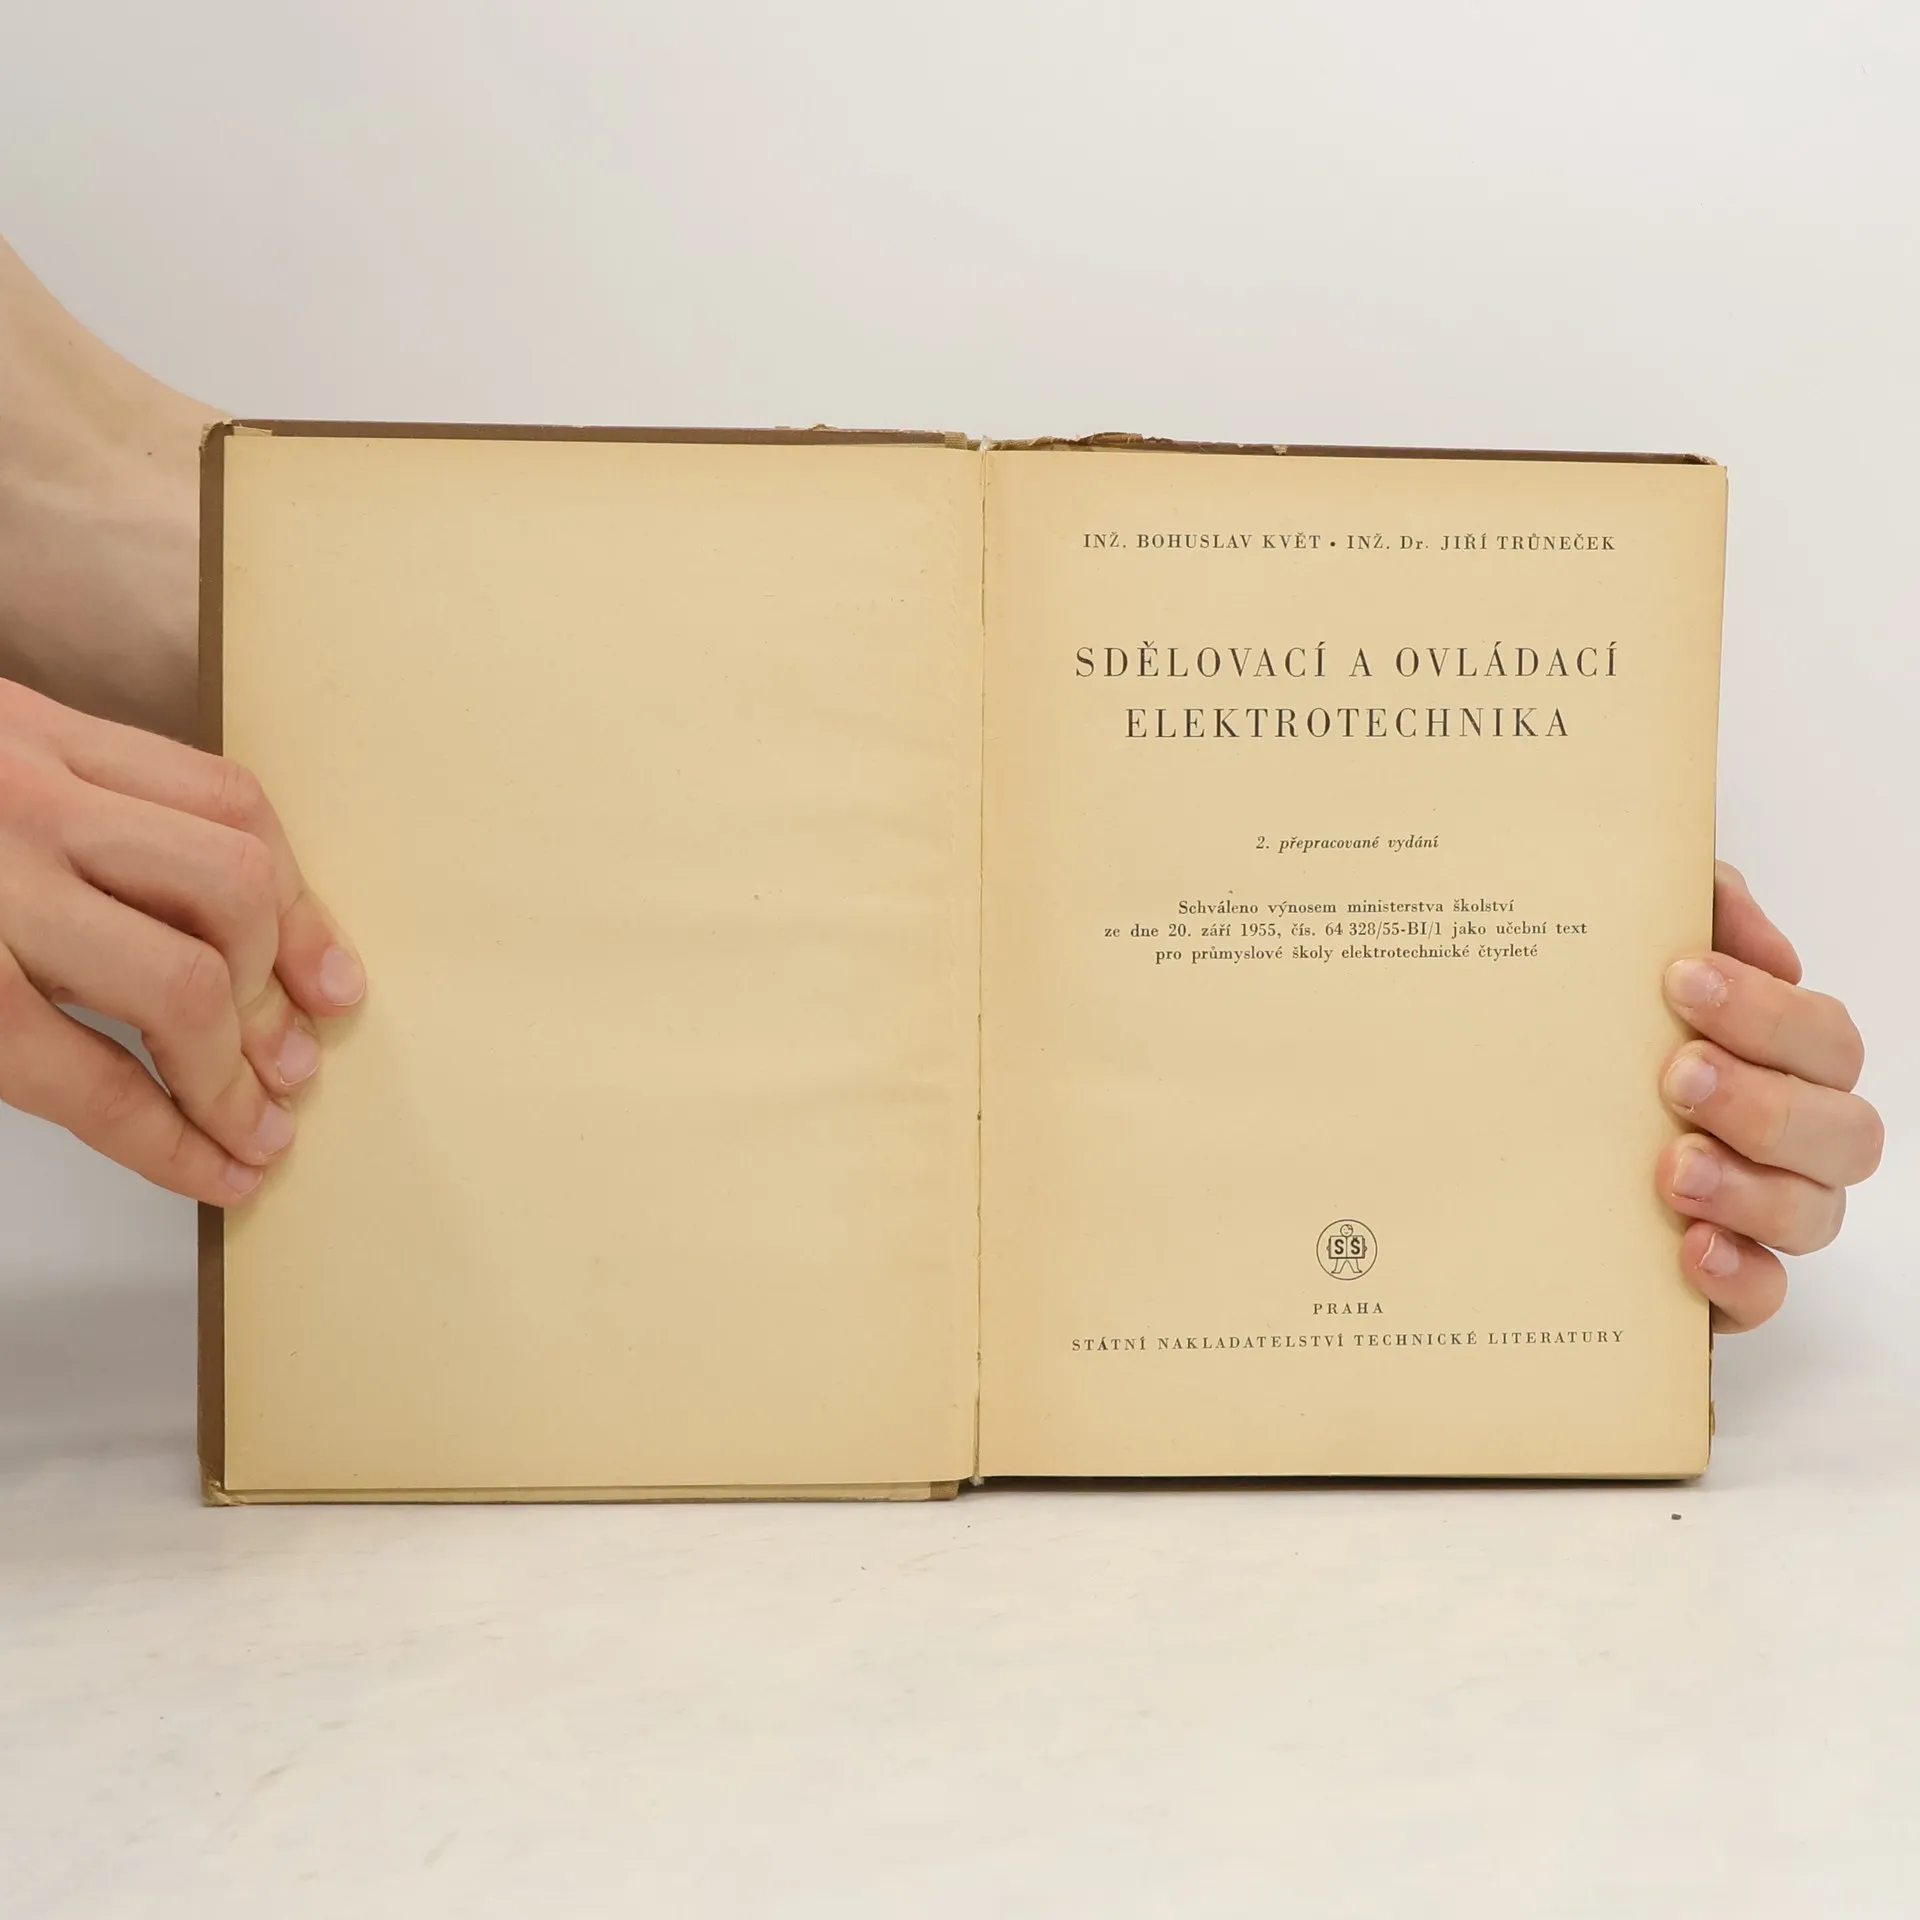 INŽ. BOHUSLAV KVĚT • INŽ. Dr. JIŘÍ TRŮNEČEK
SDĚLOVACÍ A OVLÁDACÍ
ELEKTROTECHNIKA
2. přepracované vydání
Schváleno výnosem ministerstva školství
ze dne 20. září 1955, čís. 64 328/55-BI/1 jako učební text
pro průmyslové školy elektrotechnické čtyrleté
SŠ
PRAHA
STÁTNÍ NAKLADATELSTVÍ TECHNICKÉ LITERATURY